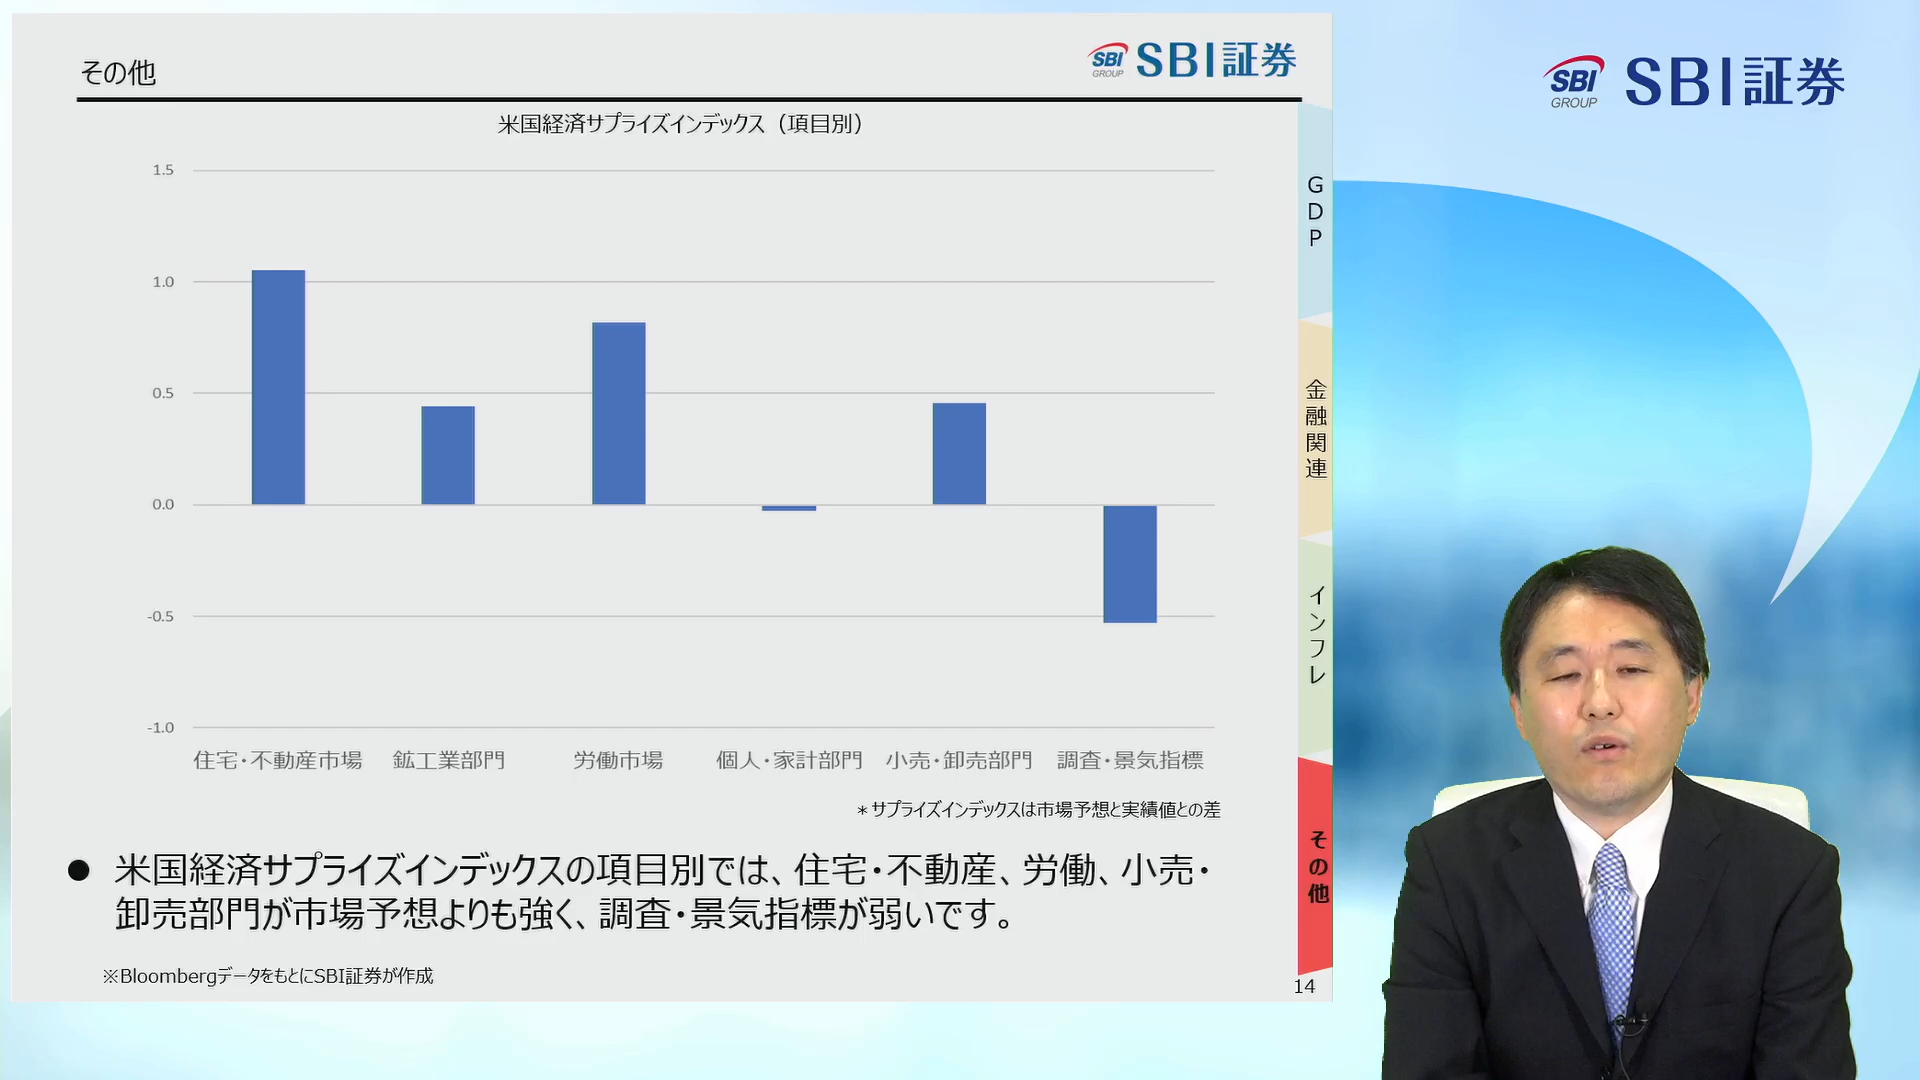 その他
SBI GROUP SBI証券
米国経済サプライズインデックス（項目別）
1.5
1.0
0.5
0.0
-0.5
-1.0
住宅・不動産市場 鉱工業部門 労働市場 個人・家計部門 小売・卸売部門 調査・景気指標
＊サプライズインデックスは市場予想と実績値との差
● 米国経済サプライズインデックスの項目別では、住宅・不動産、労働、小売・
卸売部門が市場予想よりも強く、調査・景気指標が弱いです。
※BloombergデータをもとにSBI証券が作成
14
GDP
金融関連
インフレ
その他
SBI GROUP SBI証券